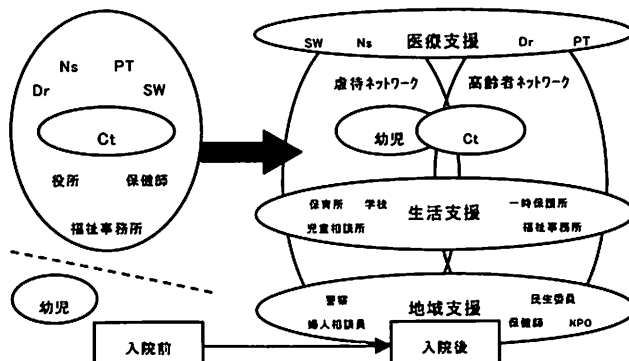 Ns PT
Dr SW
Ct
役所 保健師
福祉事務所
幼児
入院前
SW Ns 医療支援 Dr PT
虐待ネットワーク 高齢者ネットワーク
幼児 Ct
保育所 学校 生活支援 一時保護所
児童相談所 福祉事務所
警察 地域支援 民生委員
婦人相談員 保健師 NPO
入院後